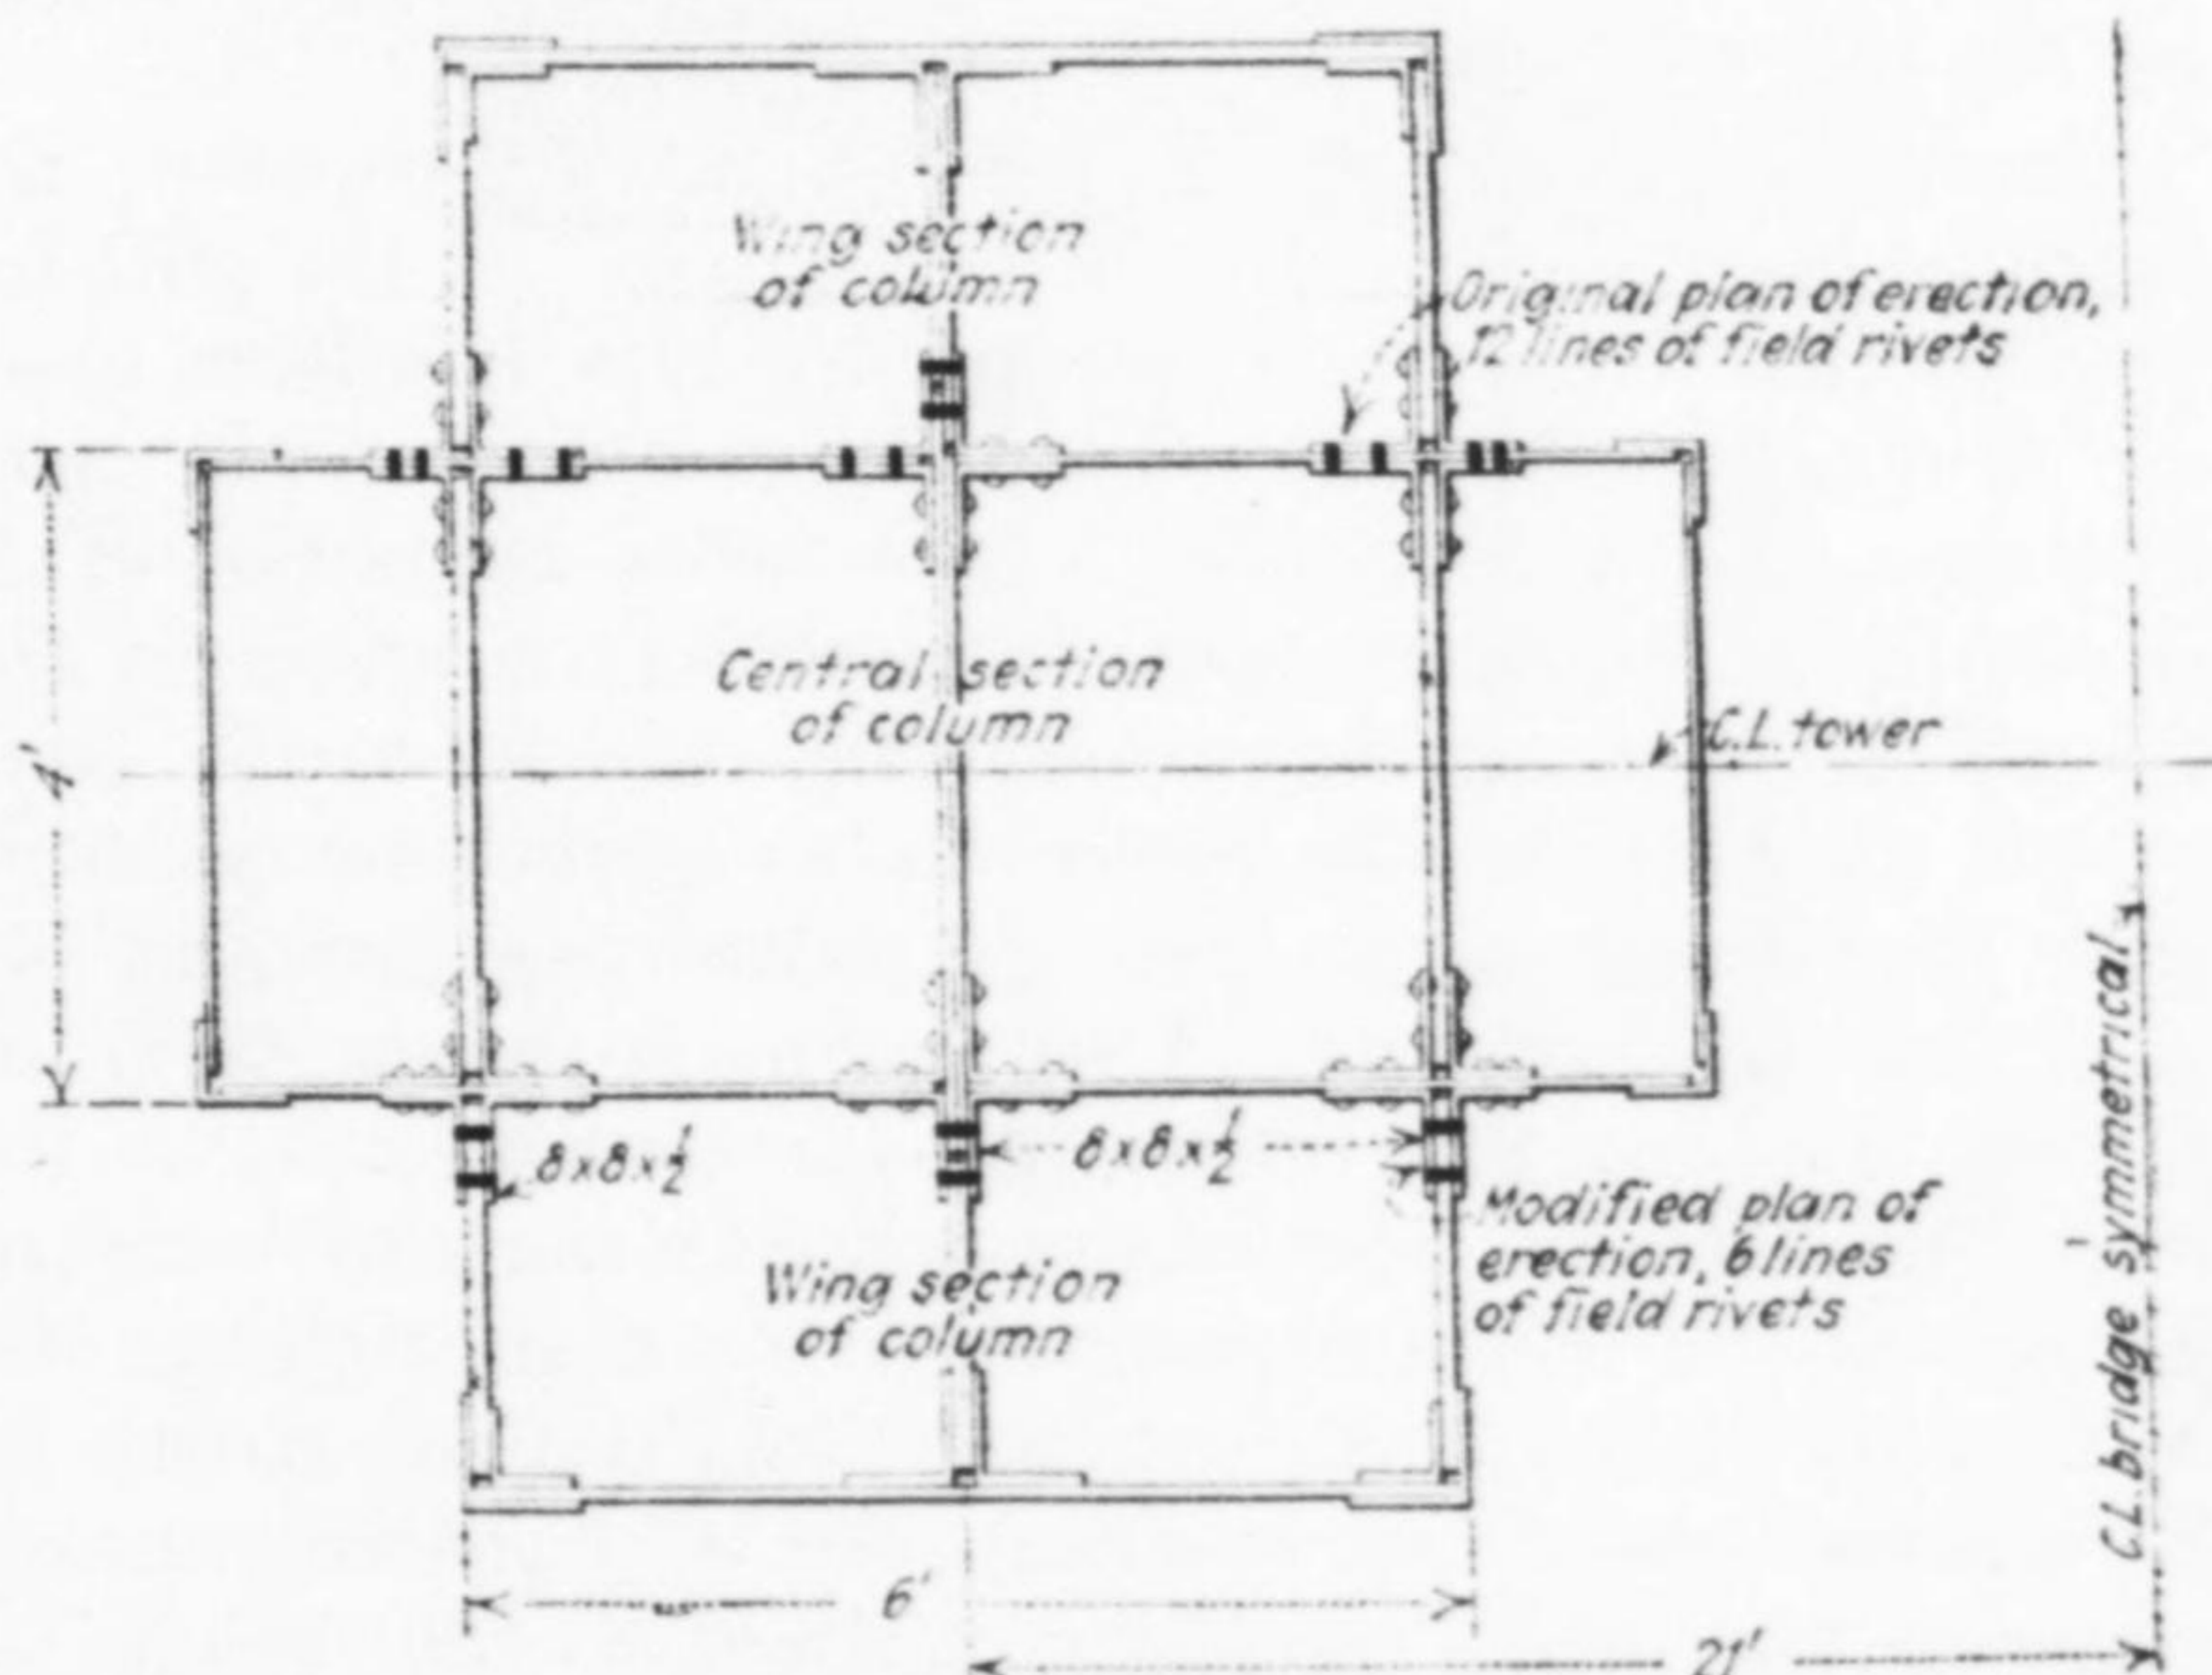 Wing section
of column
Original plan of erection,
12 lines of field rivets
Central section
of column
C.L. tower
4'
8x8x½
8x8x½
Modified plan of
erection, 6 lines
of field rivets
Wing section
of column
C.L. bridge symmetrical
6'
21'